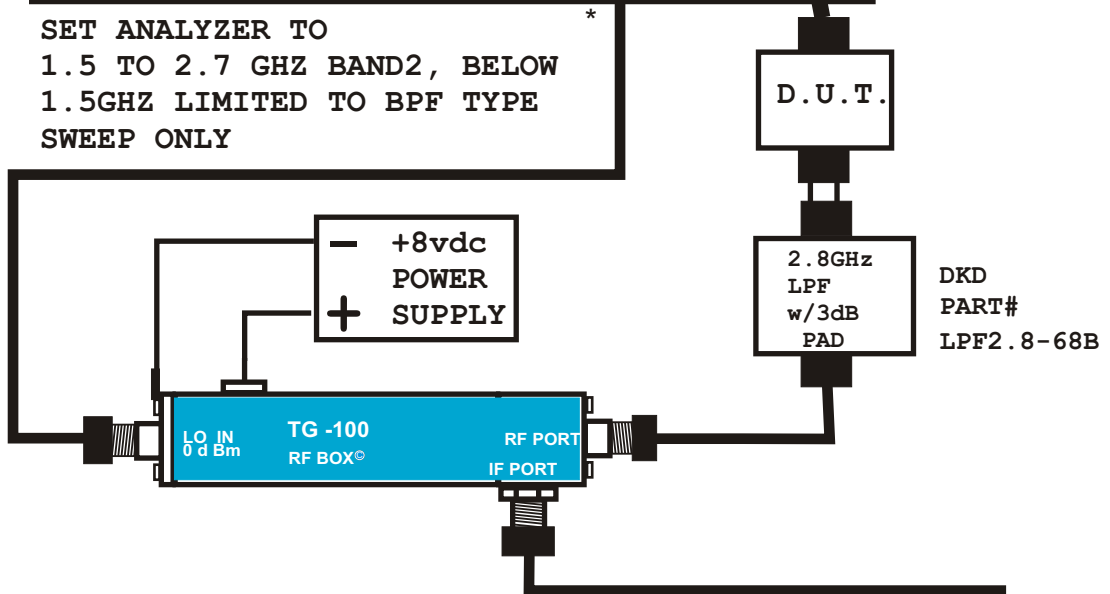 *
SET ANALYZER TO
1.5 TO 2.7 GHZ BAND2, BELOW
1.5GHZ LIMITED TO BPF TYPE
SWEEP ONLY
D.U.T.
2.8GHz
LPF
w/3dB
PAD
DKD
PART#
LPF2.8-68B
- +8vdc
POWER
+ SUPPLY
LO IN
0 d Bm
TG -100
RF BOX©
RF PORT
IF PORT